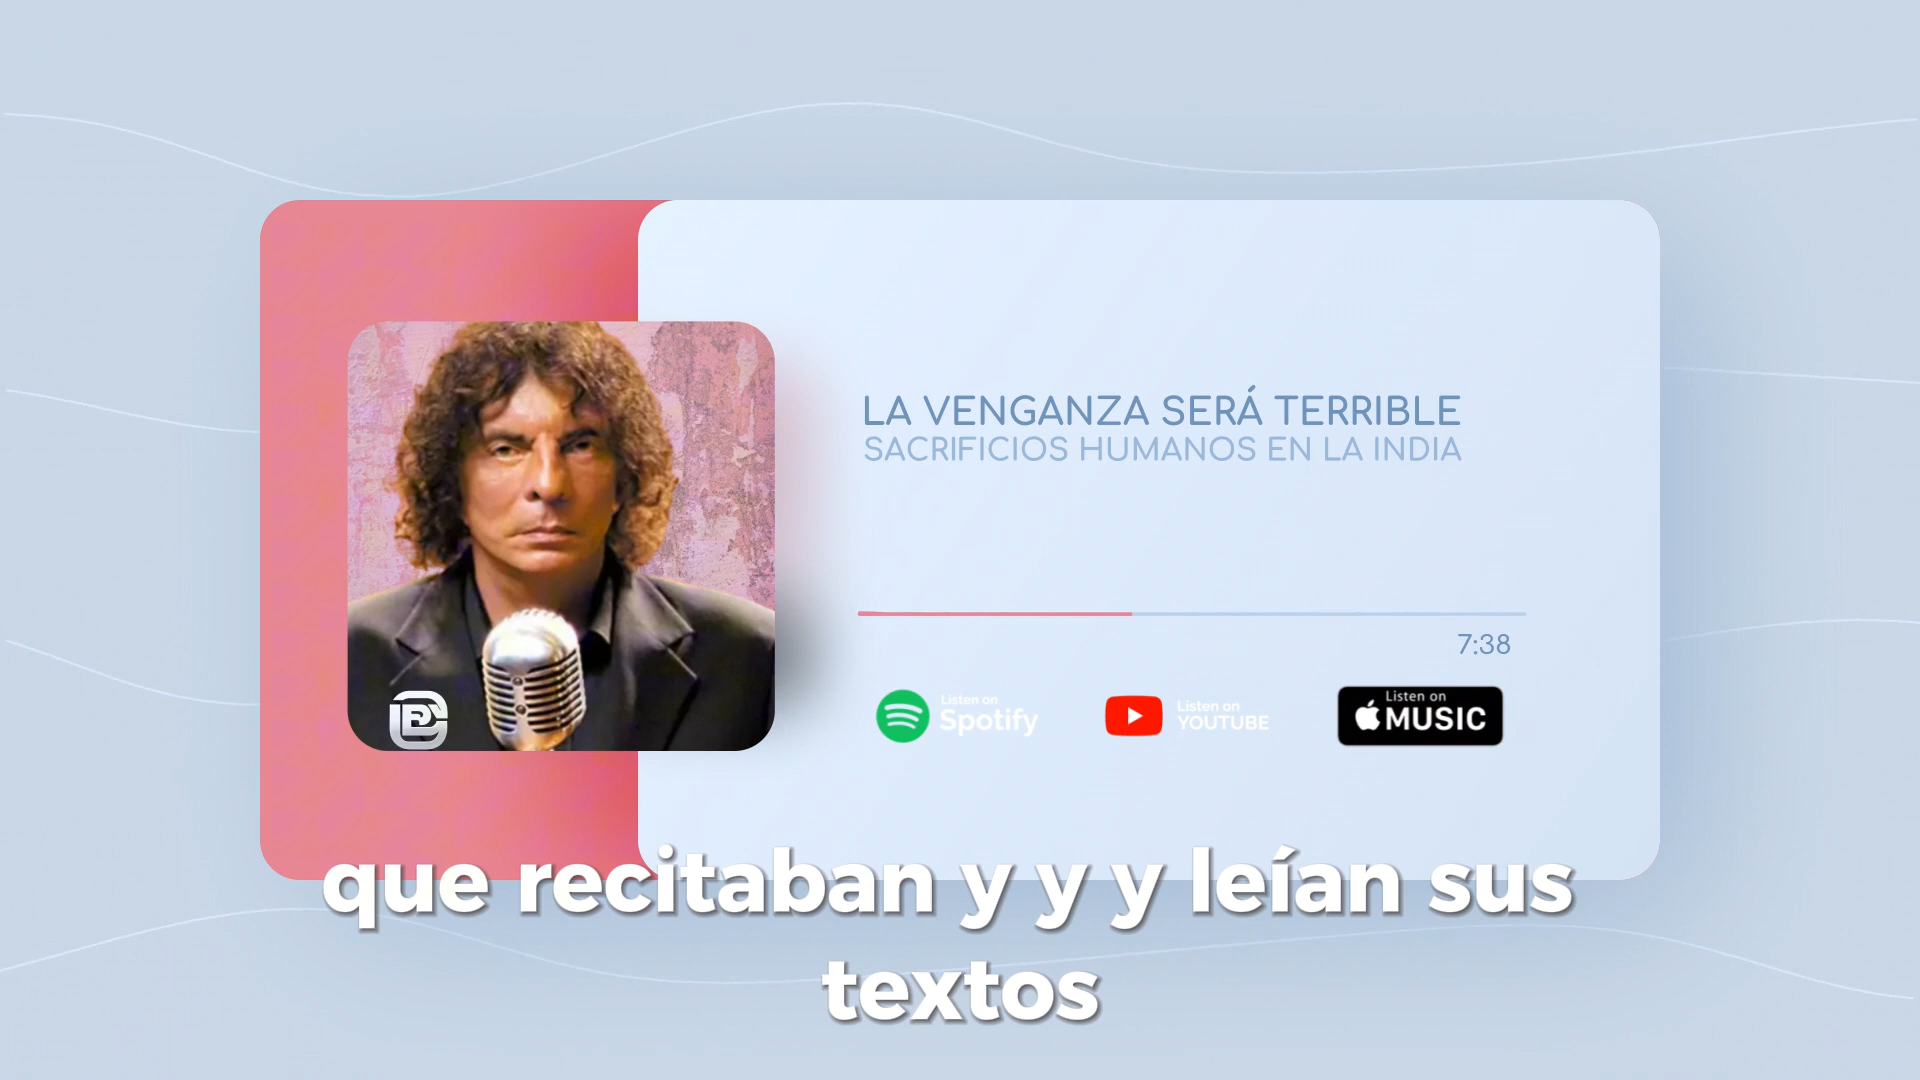 LA VENGANZA SERÁ TERRIBLE
SACRIFICIOS HUMANOS EN LA INDIA
7:38
Listen on
Spotify
Listen on
YOUTUBE
Listen on
MUSIC
que recitaban y y y leían sus
textos